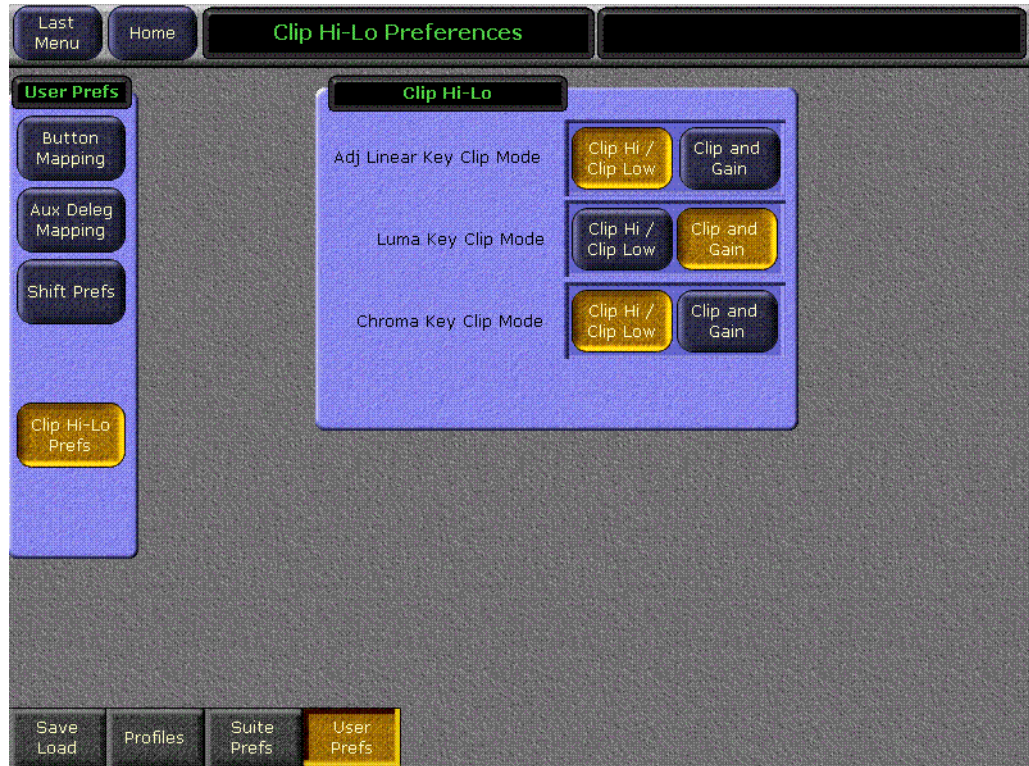 Last
Menu
Home
Clip Hi-Lo Preferences
User Prefs
Button
Mapping
Aux Deleg
Mapping
Shift Prefs
Clip Hi-Lo
Prefs
Clip Hi-Lo
Adj Linear Key Clip Mode
Clip Hi /
Clip Low
Clip and
Gain
Luma Key Clip Mode
Clip Hi /
Clip Low
Clip and
Gain
Chroma Key Clip Mode
Clip Hi /
Clip Low
Clip and
Gain
Save
Load
Profiles
Suite
Prefs
User
Prefs